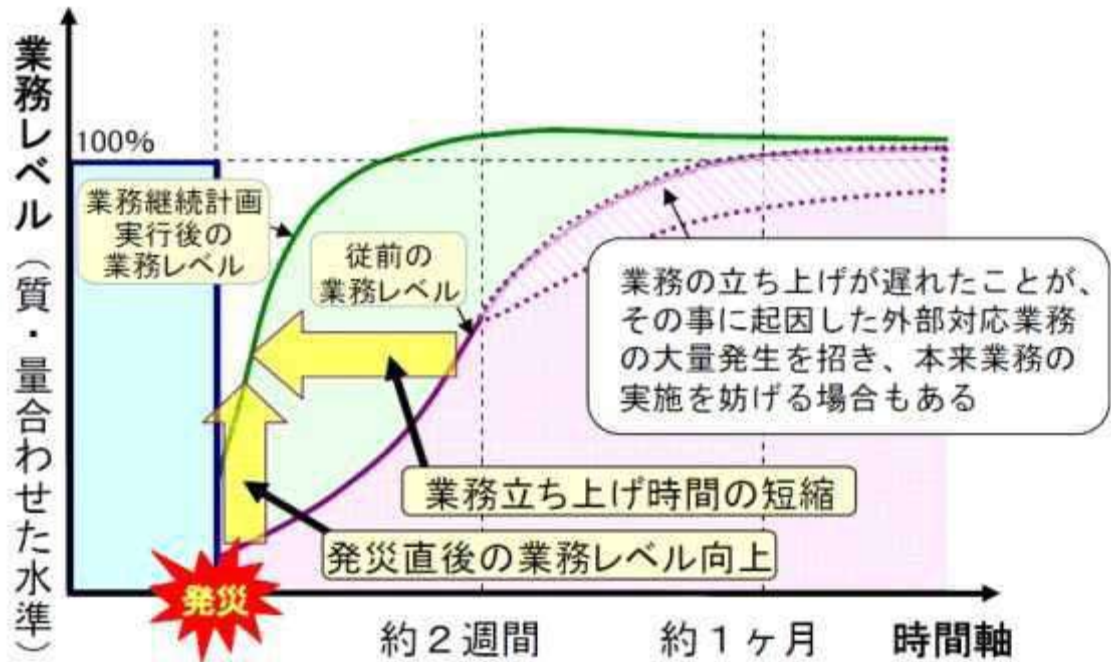 業務レベル（質・量合わせた水準）
100%
業務継続計画
実行後の
業務レベル
従前の
業務レベル
業務の立ち上げが遅れたことが、
その事に起因した外部対応業務
の大量発生を招き、本来業務の
実施を妨げる場合もある
業務立ち上げ時間の短縮
発災直後の業務レベル向上
発災
約２週間
約１ヶ月
時間軸